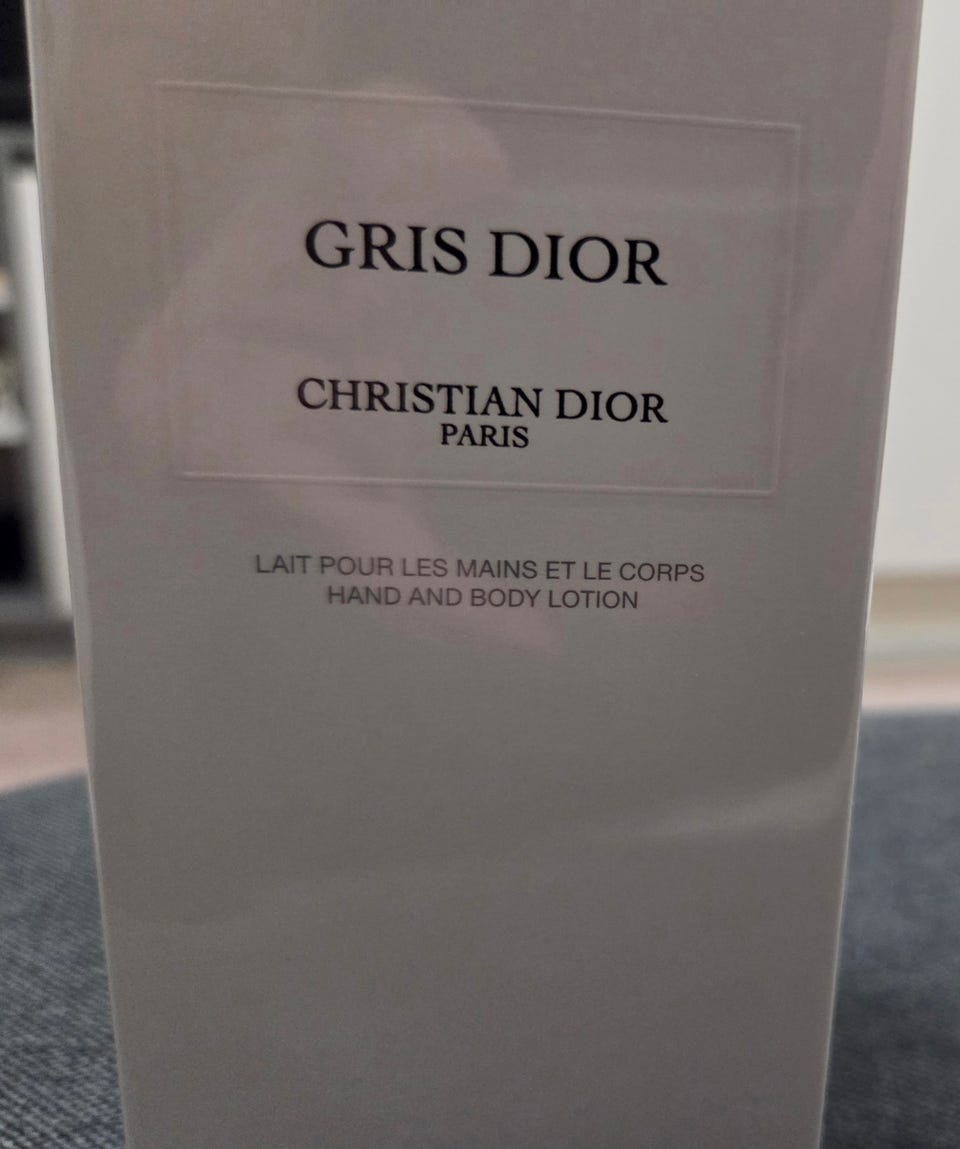 GRIS DIOR
CHRISTIAN DIOR
PARIS
LAIT POUR LES MAINS ET LE CORPS
HAND AND BODY LOTION